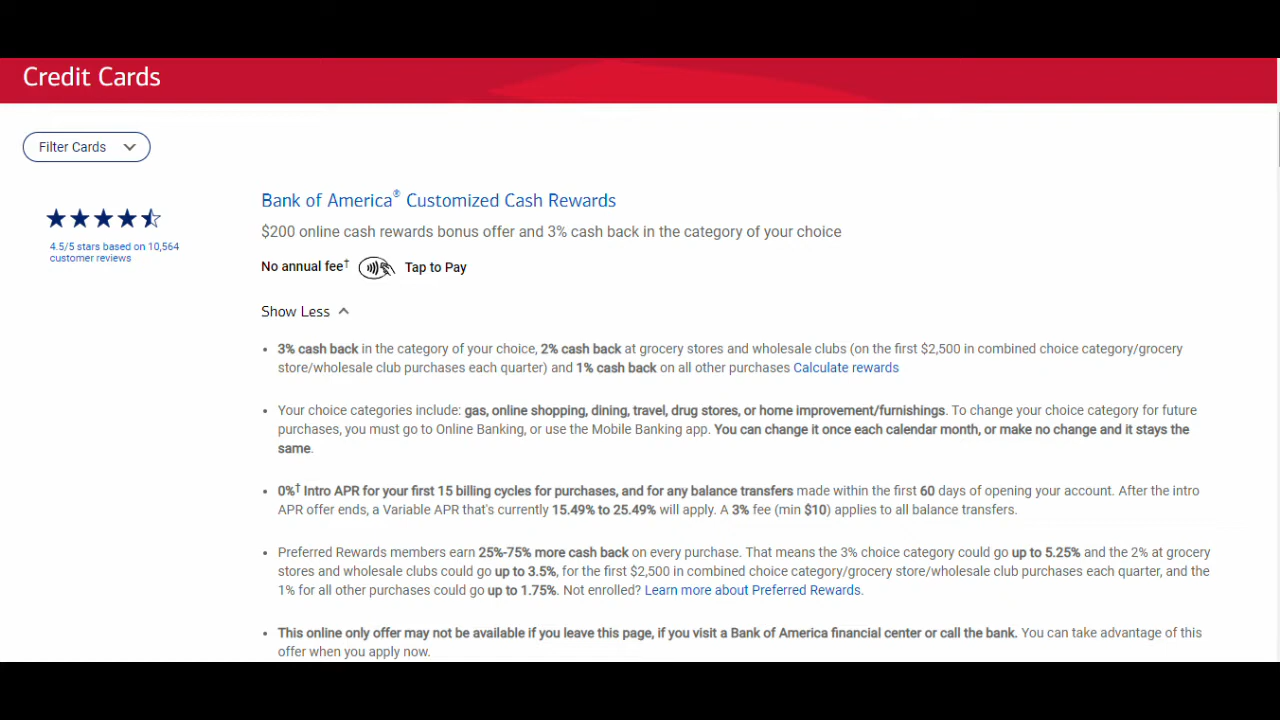 Credit Cards
Filter Cards
4.5/5 stars based on 10,564
customer reviews
Bank of America® Customized Cash Rewards
$200 online cash rewards bonus offer and 3% cash back in the category of your choice
No annual fee† Tap to Pay
Show Less
• 3% cash back in the category of your choice, 2% cash back at grocery stores and wholesale clubs (on the first $2,500 in combined choice category/grocery
store/wholesale club purchases each quarter) and 1% cash back on all other purchases Calculate rewards
• Your choice categories include: gas, online shopping, dining, travel, drug stores, or home improvement/furnishings. To change your choice category for future
purchases, you must go to Online Banking, or use the Mobile Banking app. You can change it once each calendar month, or make no change and it stays the
same.
• 0%† Intro APR for your first 15 billing cycles for purchases, and for any balance transfers made within the first 60 days of opening your account. After the intro
APR offer ends, a Variable APR that's currently 15.49% to 25.49% will apply. A 3% fee (min $10) applies to all balance transfers.
• Preferred Rewards members earn 25%-75% more cash back on every purchase. That means the 3% choice category could go up to 5.25% and the 2% at grocery
stores and wholesale clubs could go up to 3.5%, for the first $2,500 in combined choice category/grocery store/wholesale club purchases each quarter, and the
1% for all other purchases could go up to 1.75%. Not enrolled? Learn more about Preferred Rewards.
• This online only offer may not be available if you leave this page, if you visit a Bank of America financial center or call the bank. You can take advantage of this
offer when you apply now.